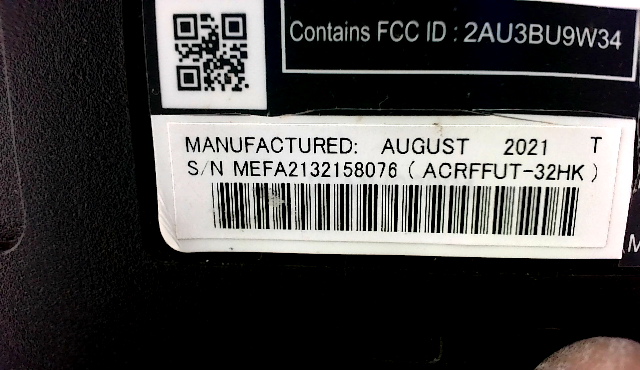 Contains FCC ID : 2AU3BU9W34
MANUFACTURED: AUGUST 2021 T
S/N MEFA2132158076 ( ACRFFUT-32HK )
M